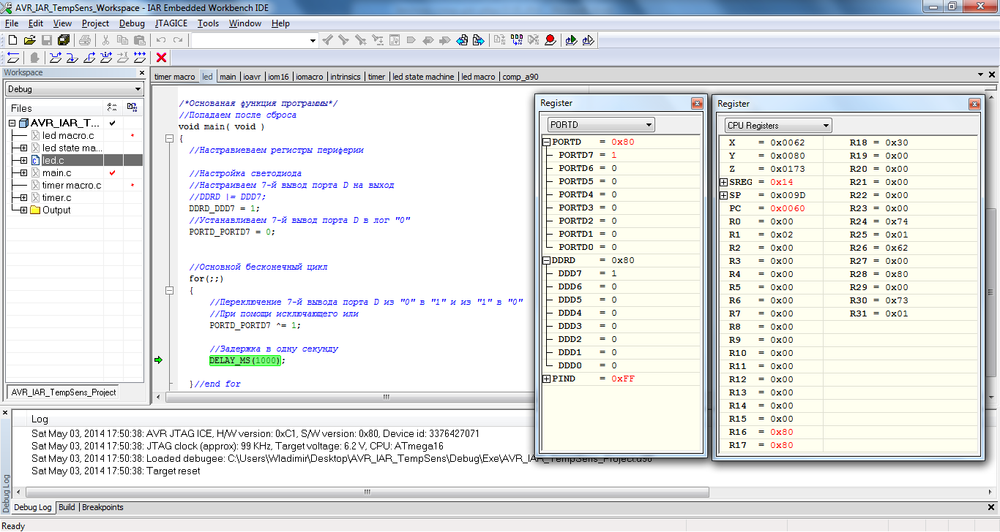 AVR_IAR_TempSens_Workspace - IAR Embedded Workbench IDE
File Edit View Project Debug JTAGICE Tools Window Help
Workspace
Debug
Files
AVR_IAR_T...
led macro.c
led state ma...
led.c
main.c
timer macro.c
timer.c
Output
AVR_IAR_TempSens_Project
timer macro led main ioavr iom16 iomacro intrinsics timer led state machine led macro comp_a90
/*Основаная функция программы*/
//Попадаем после сброса
void main( void )
{
//Настравиеваем регистры периферии
//Настройка светодиода
//Настраиваем 7-й вывод порта D на выход
//DDRD |= DDD7;
DDRD_DDD7 = 1;
//Устанавливаем 7-й вывод порта D в лог "0"
PORTD_PORTD7 = 0;
//Основной бесконечный цикл
for(;;)
{
//Переключение 7-й вывода порта D из "0" в "1" и из "1" в "0"
//При помощи исключающего или
PORTD_PORTD7 ^= 1;
//Задержка в одну секунду
DELAY_MS(1000);
}//end for
Register
PORTD
PORTD = 0x80
PORTD7 = 1
PORTD6 = 0
PORTD5 = 0
PORTD4 = 0
PORTD3 = 0
PORTD2 = 0
PORTD1 = 0
PORTD0 = 0
DDRD = 0x80
DDD7 = 1
DDD6 = 0
DDD5 = 0
DDD4 = 0
DDD3 = 0
DDD2 = 0
DDD1 = 0
DDD0 = 0
PIND = 0xFF
Register
CPU Registers
X = 0x0062 R18 = 0x30
Y = 0x0080 R19 = 0x00
Z = 0x0173 R20 = 0x00
SREG = 0x14 R21 = 0x00
SP = 0x009D R22 = 0x00
PC = 0x0060 R23 = 0x00
R0 = 0x00 R24 = 0x74
R1 = 0x02 R25 = 0x01
R2 = 0x00 R26 = 0x62
R3 = 0x00 R27 = 0x00
R4 = 0x00 R28 = 0x80
R5 = 0x00 R29 = 0x00
R6 = 0x00 R30 = 0x73
R7 = 0x00 R31 = 0x01
R8 = 0x00
R9 = 0x00
R10 = 0x00
R11 = 0x00
R12 = 0x00
R13 = 0x00
R14 = 0x00
R15 = 0x00
R16 = 0x80
R17 = 0x80
Log
Sat May 03, 2014 17:50:38: AVR JTAG ICE, H/W version: 0xC1, S/W version: 0x80, Device id: 3376427071
Sat May 03, 2014 17:50:38: JTAG clock (approx): 99 KHz, Target voltage: 6.2 V, CPU: ATmega16
Sat May 03, 2014 17:50:38: Loaded debugee: C:\Users\Wladimir\Desktop\AVR_IAR_TempSens\Debug\Exe\AVR_IAR_TempSens_Project.a90
Sat May 03, 2014 17:50:38: Target reset
Debug Log
Debug Log Build Breakpoints
Ready